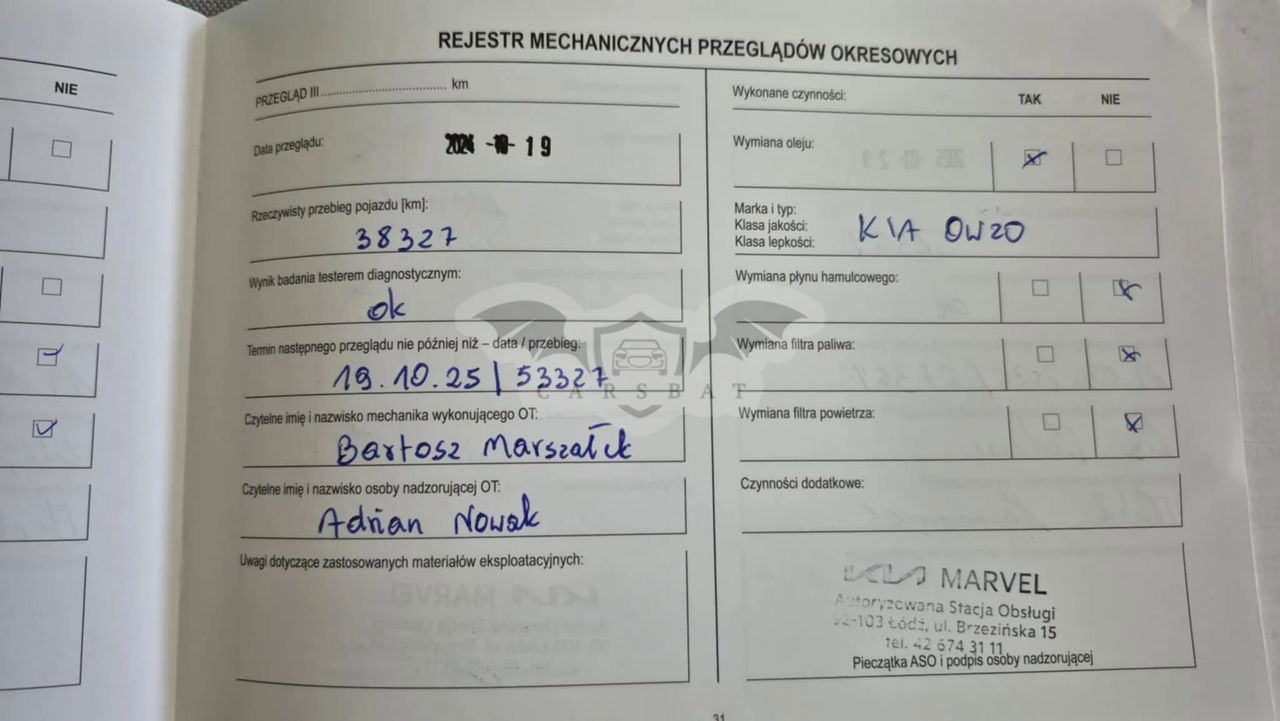 NIE
REJESTR MECHANICZNYCH PRZEGLĄDÓW OKRESOWYCH
PRZEGLĄD III.......................................... km
Data przeglądu: 2024 -10- 19
Rzeczywisty przebieg pojazdu [km]:
38327
Wynik badania testerem diagnostycznym:
ok
Termin następnego przeglądu nie później niż – data / przebieg:
19.10.25 | 53327
Czytelne imię i nazwisko mechanika wykonującego OT:
Bartosz Marszałek
Czytelne imię i nazwisko osoby nadzorującej OT:
Adrian Nowak
Uwagi dotyczące zastosowanych materiałów eksploatacyjnych:
Wykonane czynności: TAK NIE
Wymiana oleju:
Marka i typ:
Klasa jakości:
Klasa lepkości:
KIA 0W20
Wymiana płynu hamulcowego:
Wymiana filtra paliwa:
Wymiana filtra powietrza:
Czynności dodatkowe:
KIA MARVEL
Autoryzowana Stacja Obsługi
92-103 Łódź, ul. Brzezińska 15
tel. 42 674 31 11
Pieczątka ASO i podpis osoby nadzorującej
31
CARSBAT